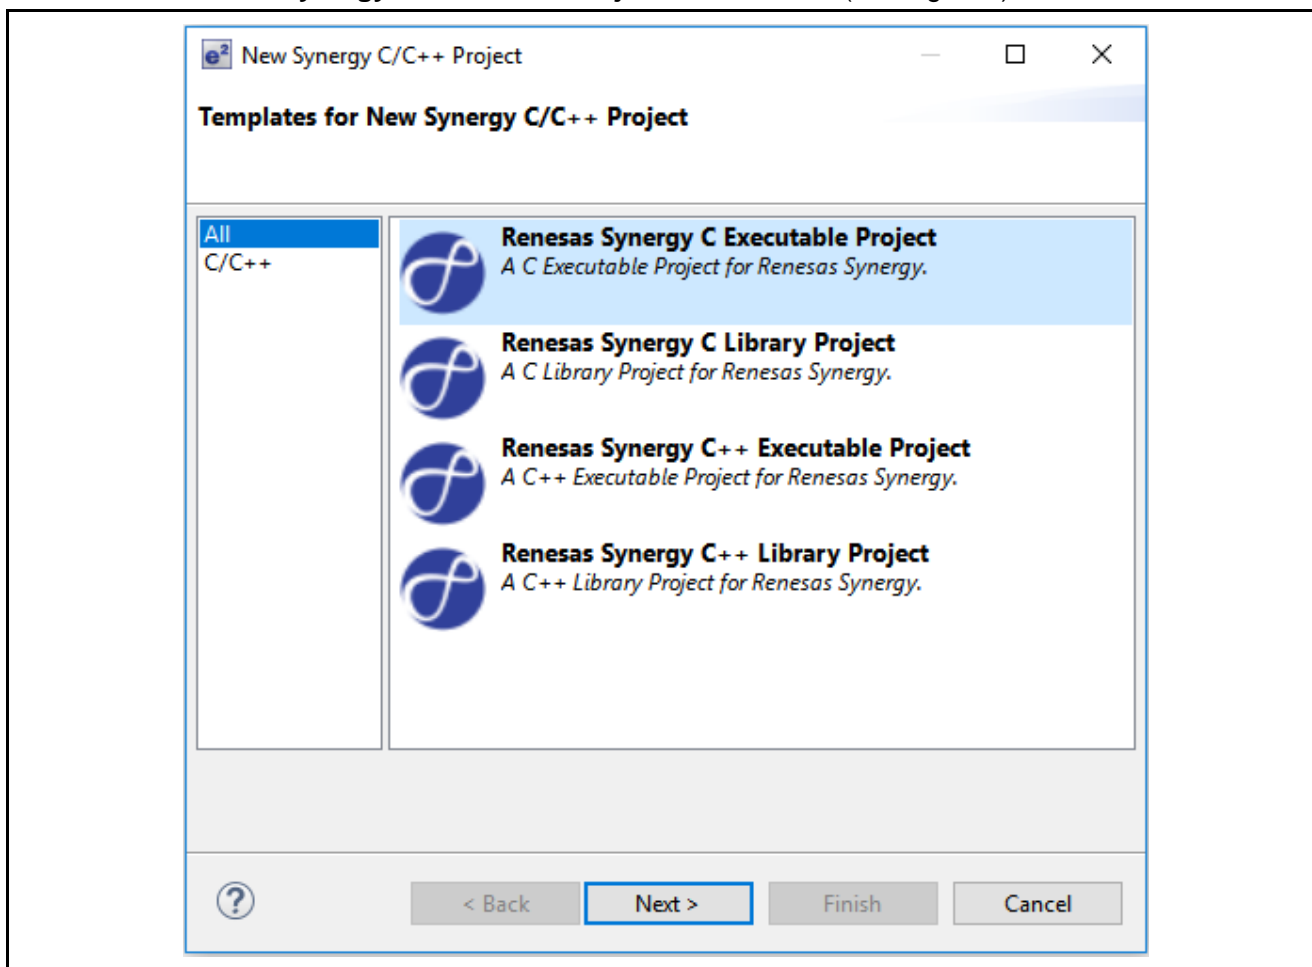 e²
New Synergy C/C++ Project
Templates for New Synergy C/C++ Project
All
C/C++
Renesas Synergy C Executable Project
A C Executable Project for Renesas Synergy.
Renesas Synergy C Library Project
A C Library Project for Renesas Synergy.
Renesas Synergy C++ Executable Project
A C++ Executable Project for Renesas Synergy.
Renesas Synergy C++ Library Project
A C++ Library Project for Renesas Synergy.
?
< Back
Next >
Finish
Cancel